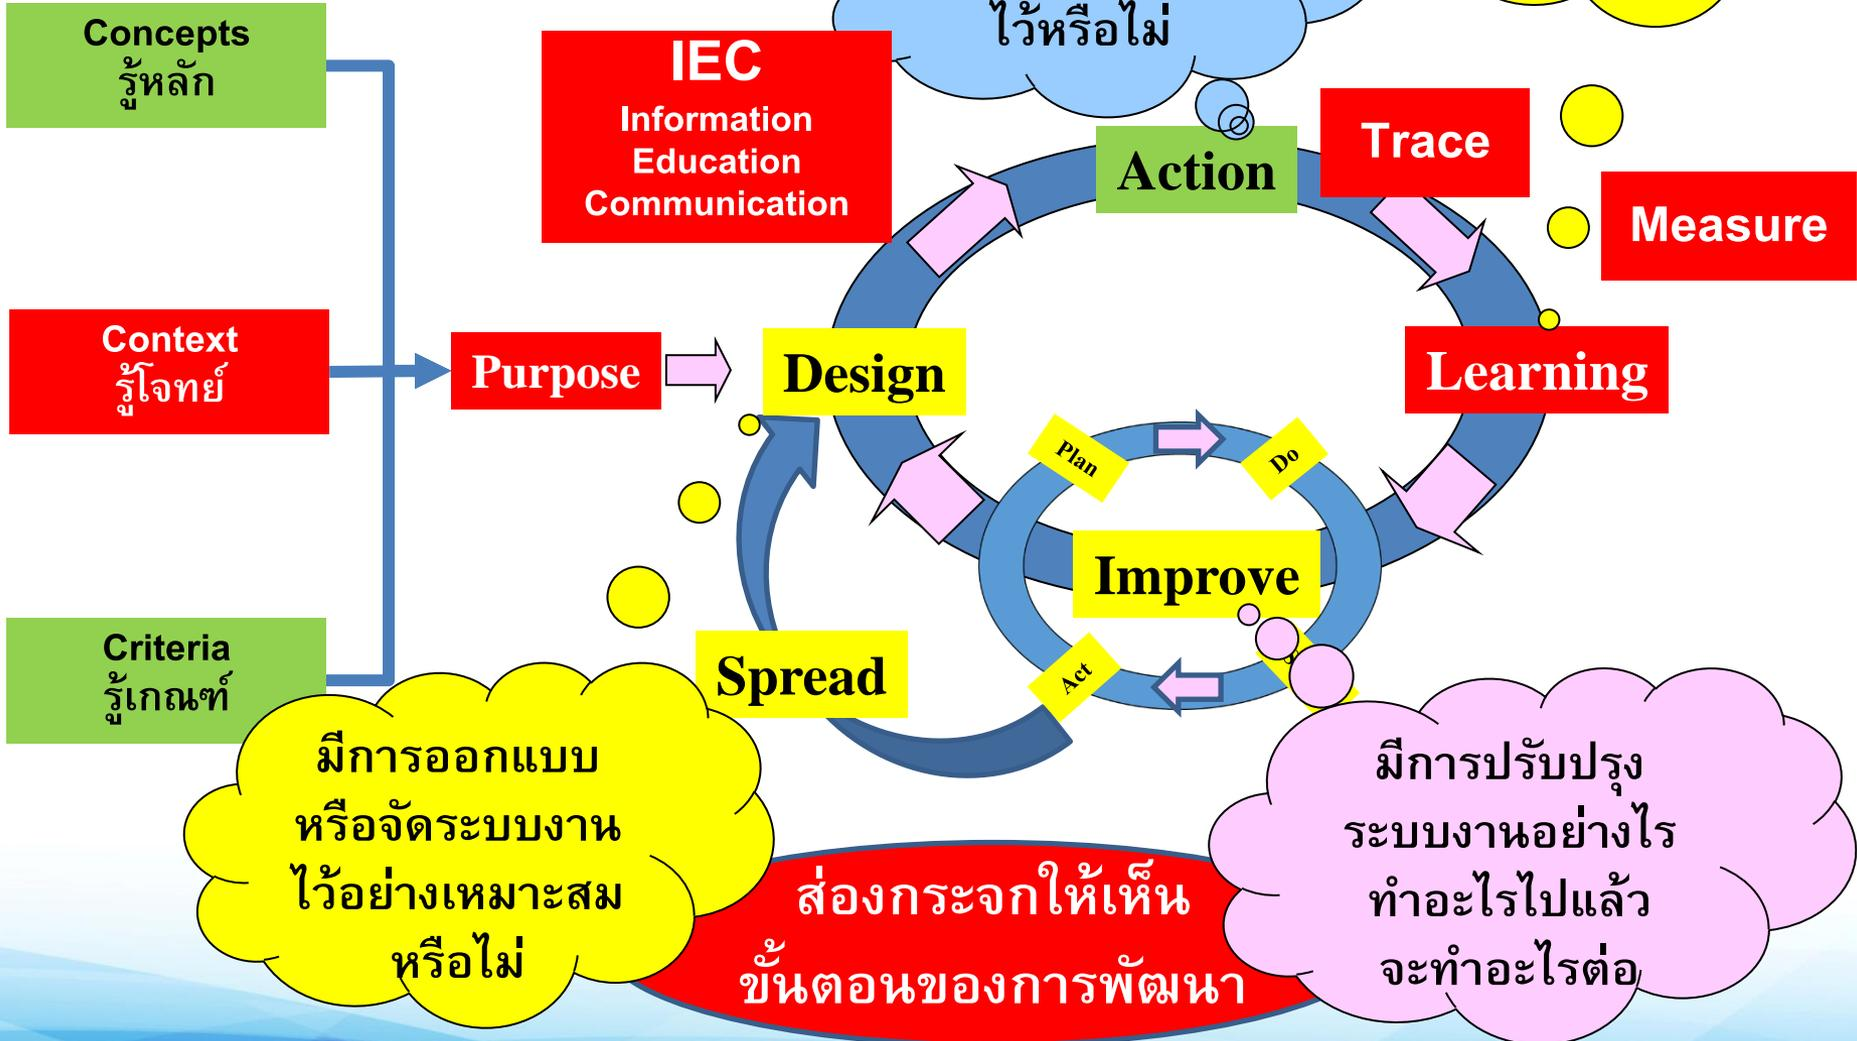 Concepts
รู้หลัก
IEC
Information
Education
Communication
ไว้หรือไม่
Action
Trace
Measure
Context
รู้โจทย์
Purpose
Design
Learning
Plan
Do
Improve
Act
Spread
Criteria
รู้เกณฑ์
มีการออกแบบ
หรือจัดระบบงาน
ไว้อย่างเหมาะสม
หรือไม่
ส่องกระจกให้เห็น
ขั้นตอนของการพัฒนา
มีการปรับปรุง
ระบบงานอย่างไร
ทำอะไรไปแล้ว
จะทำอะไรต่อ